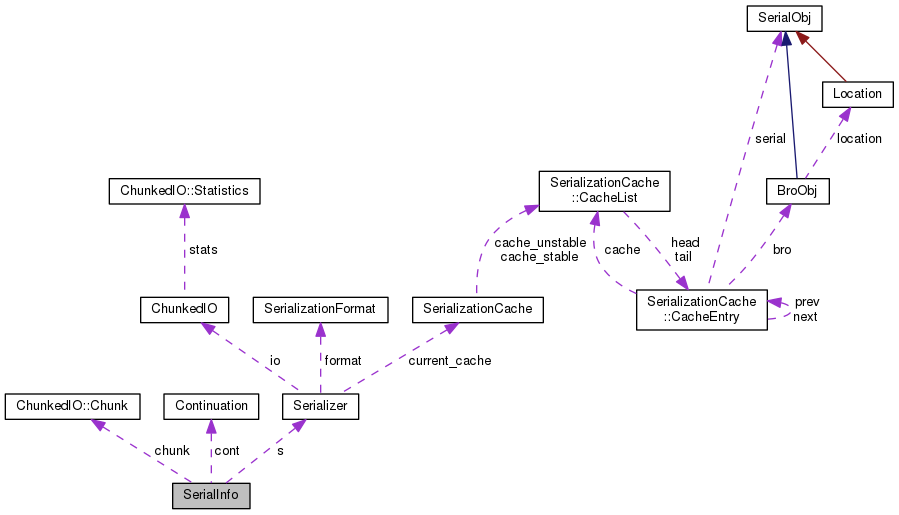 SerialObj
Location
serial
location
SerializationCache
::CacheList
ChunkedIO::Statistics
BroObj
cache_unstable
cache_stable
cache
head
tail
bro
stats
SerializationCache
::CacheEntry
prev
next
ChunkedIO
SerializationFormat
SerializationCache
io
format
current_cache
ChunkedIO::Chunk
Continuation
Serializer
chunk
cont
s
SerialInfo